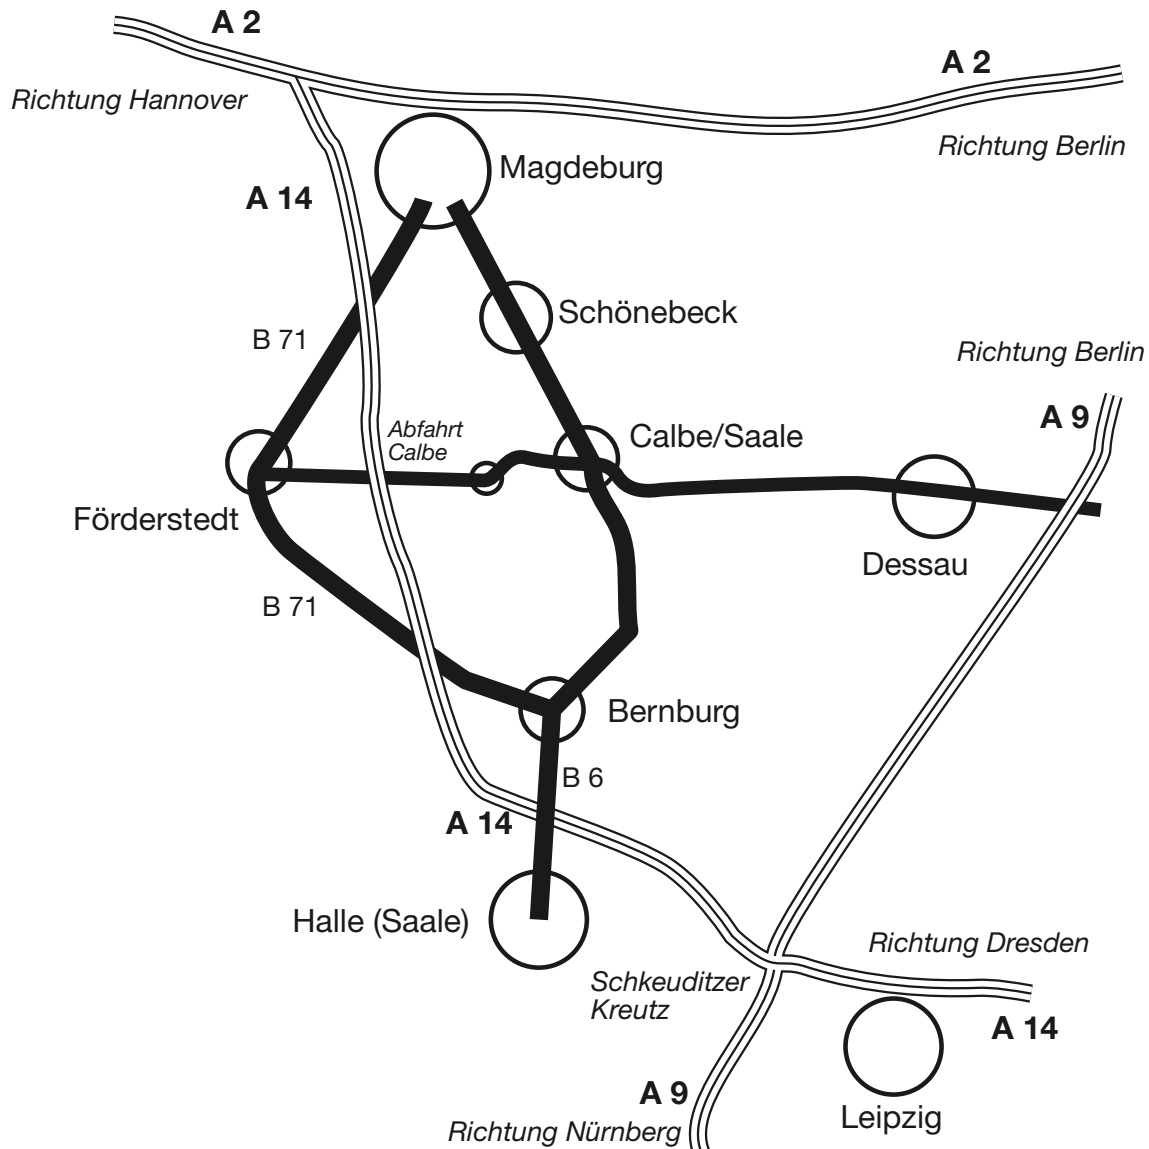 A 2
A 2
Richtung Hannover
Richtung Berlin
Magdeburg
A 14
Schönebeck
B 71
Richtung Berlin
A 9
Abfahrt
Calbe
Calbe/Saale
Förderstedt
Dessau
B 71
Bernburg
B 6
A 14
Halle (Saale)
Richtung Dresden
Schkeuditzer
Kreutz
A 14
A 9
Leipzig
Richtung Nürnberg